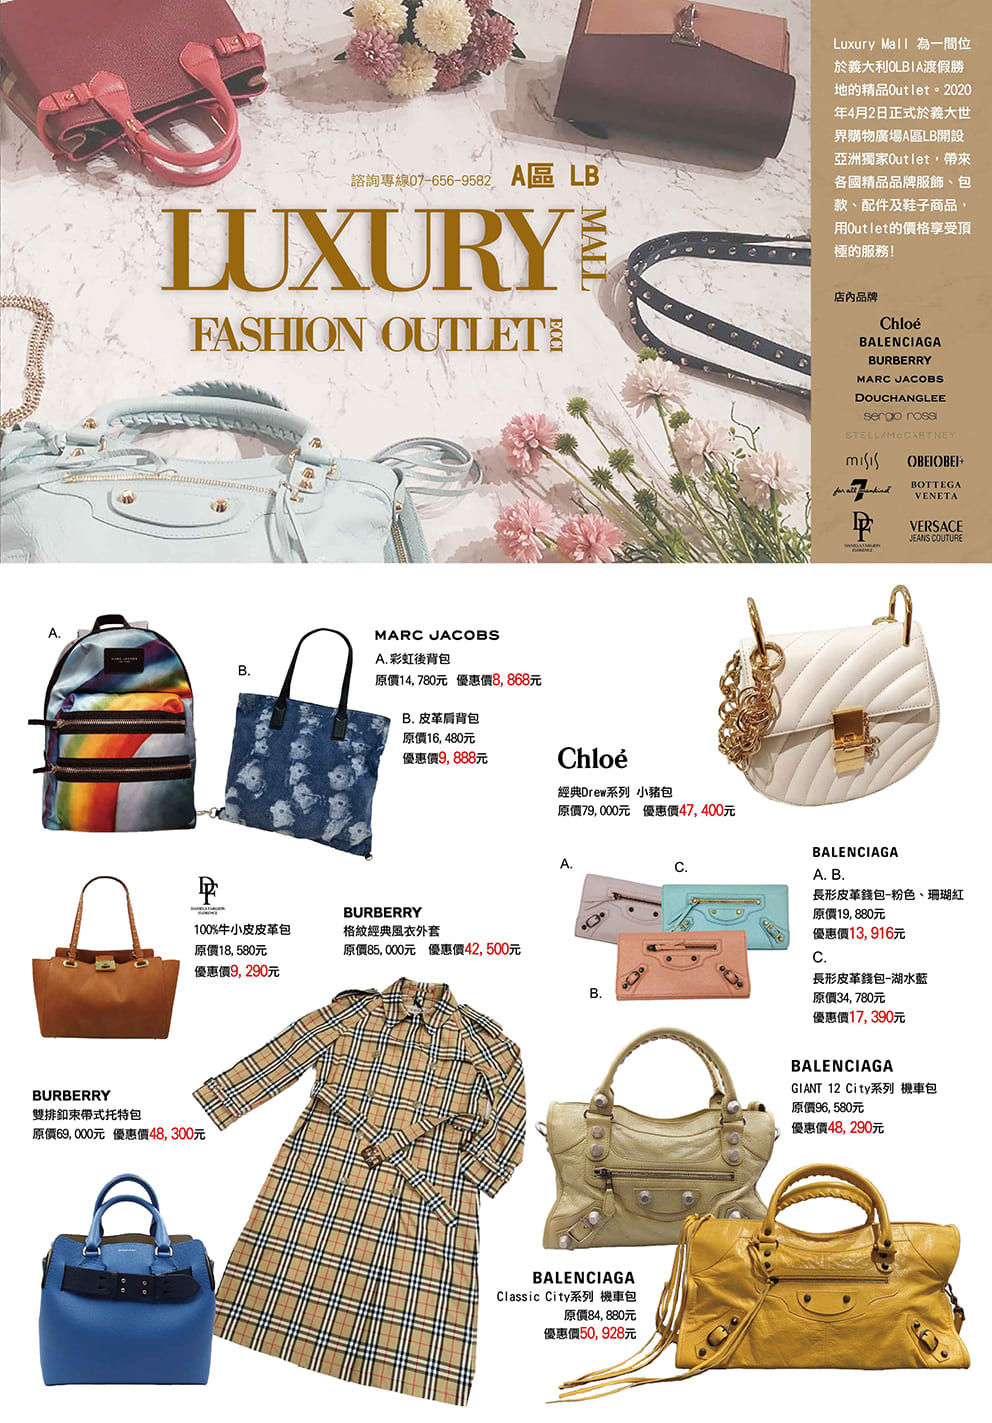 諮詢專線07-656-9582 A區 LB
LUXURY
MALL
FASHION OUTLET
ECCI
Luxury Mall 為一間位
於義大利OLBIA渡假勝
地的精品Outlet。2020
年4月2日正式於義大世
界購物廣場A區LB開設
亞洲獨家Outlet，帶來
各國精品品牌服飾、包
款、配件及鞋子商品，
用Outlet的價格享受頂
極的服務!
店內品牌
Chloé
BALENCIAGA
BURBERRY
MARC JACOBS
DOUCHANGLEE
sergio rossi
STELLA McCARTNEY
misis OBEIOBEI+
for all 7 mankind BOTTEGA
VENETA
DF VERSACE
JEANS COUTURE
A.
B.
MARC JACOBS
A.彩虹後背包
原價14,780元 優惠價8,868元
B. 皮革肩背包
原價16,480元
優惠價9,888元
Chloé
經典Drew系列 小豬包
原價79,000元 優惠價47,400元
DF
100%牛小皮皮革包
原價18,580元
優惠價9,290元
BURBERRY
格紋經典風衣外套
原價85,000元 優惠價42,500元
A.
C.
B.
BALENCIAGA
A. B.
長形皮革錢包-粉色、珊瑚紅
原價19,880元
優惠價13,916元
C.
長形皮革錢包-湖水藍
原價34,780元
優惠價17,390元
BURBERRY
雙排釦束帶式托特包
原價69,000元 優惠價48,300元
BALENCIAGA
GIANT 12 City系列 機車包
原價96,580元
優惠價48,290元
BALENCIAGA
Classic City系列 機車包
原價84,880元
優惠價50,928元